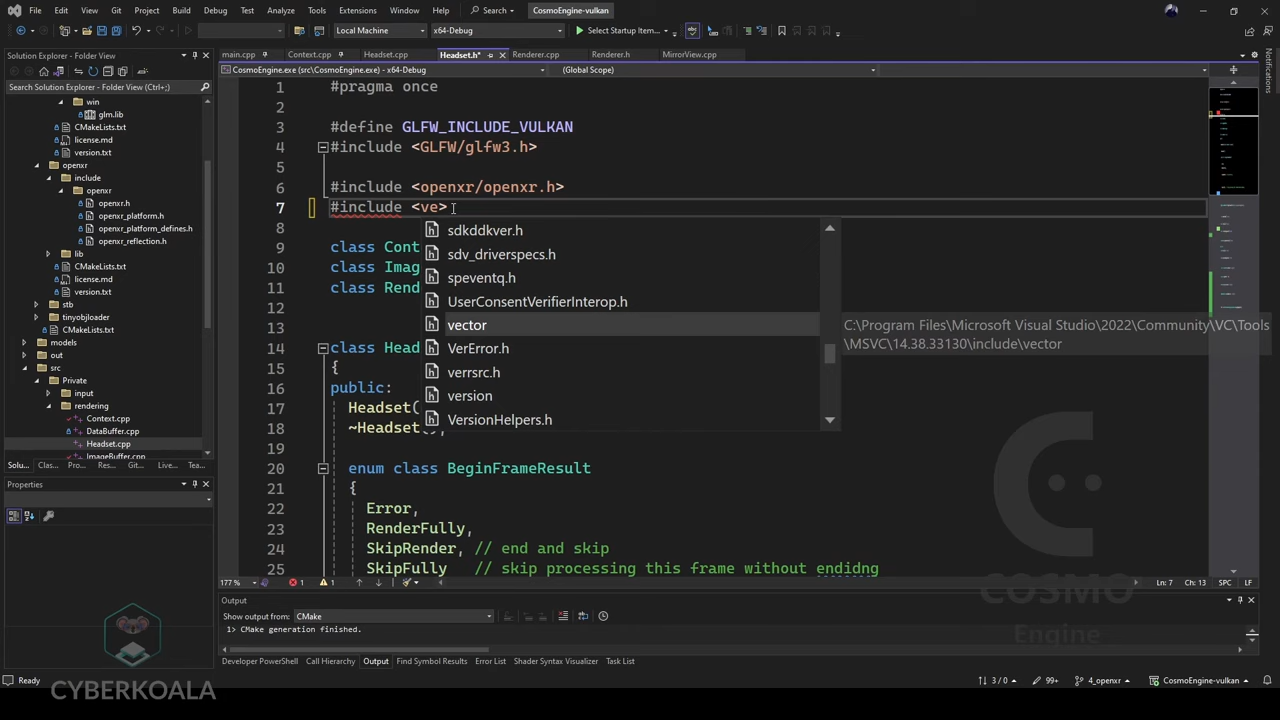 File Edit View Git Project Build Debug Test Analyze Tools Extensions Window Help Search CosmoEngine-vulkan
Local Machine x64-Debug Select Startup Item...
Solution Explorer - Folder View
Search Solution Explorer - Folder View (Ctrl+;)
win
glm.lib
CMakeLists.txt
license.md
version.txt
openxr
include
openxr
openxr.h
openxr_platform.h
openxr_platform_defines.h
openxr_reflection.h
lib
CMakeLists.txt
license.md
version.txt
stb
tinyobjloader
CMakeLists.txt
models
out
src
Private
input
rendering
Context.cpp
DataBuffer.cpp
Headset.cpp
ImageBuffer.cpp
Solu... Clas... Pro... Res... Git... Live... Tea...
Properties
main.cpp Context.cpp Headset.cpp Headset.h* Renderer.cpp Renderer.h MirrorView.cpp
CosmoEngine.exe (src\CosmoEngine.exe) - x64-Debug (Global Scope)
1 #pragma once
2
3 #define GLFW_INCLUDE_VULKAN
4 #include <GLFW/glfw3.h>
5
6 #include <openxr/openxr.h>
7 #include <ve>
8
9 class Cont
10 class Imag
11 class Rend
12
13
14 class Head
15 {
16 public:
17 Headset(
18 ~Headset();
19
20 enum class BeginFrameResult
21 {
22 Error,
23 RenderFully,
24 SkipRender, // end and skip
25 SkipFully // skip processing this frame without endidng
sdkddkver.h
sdv_driverspecs.h
speventq.h
UserConsentVerifierInterop.h
vector
VerError.h
verrsrc.h
version
VersionHelpers.h
C:\Program Files\Microsoft Visual Studio\2022\Community\VC\Tools
\MSVC\14.38.33130\include\vector
177 % 1 1 Ln: 7 Ch: 13 SPC LF
Output
Show output from: CMake
1> CMake generation finished.
Developer PowerShell Call Hierarchy Output Find Symbol Results Error List Shader Syntax Visualizer Task List
Ready 3 / 0 99+ 4_openxr CosmoEngine-vulkan
Notifications
COSMO
Engine
CYBERKOALA